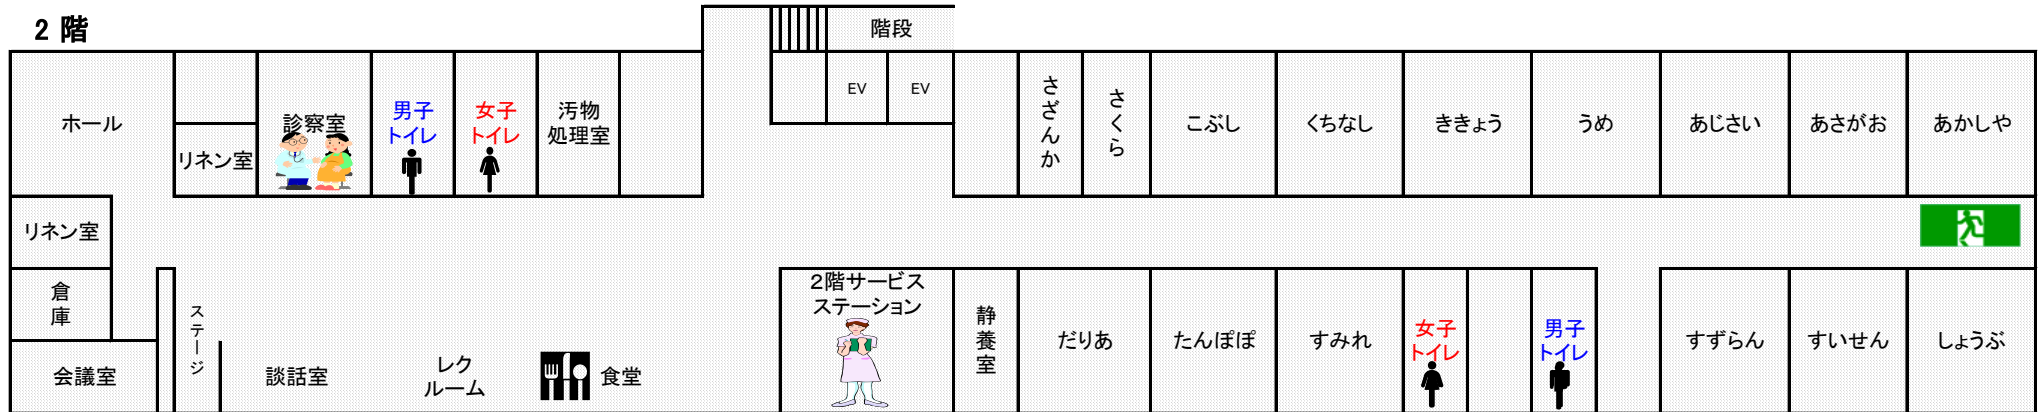 2 階
階段
EV
EV
ホール
リネン室
診察室
男子
トイレ
女子
トイレ
汚物
処理室
さざんか
さくら
こぶし
くちなし
ききょう
うめ
あじさい
あさがお
あかしや
リネン室
倉庫
会議室
ステージ
談話室
レク
ルーム
食堂
2階サービス
ステーション
静養室
だりあ
たんぽぽ
すみれ
女子
トイレ
男子
トイレ
すずらん
すいせん
しょうぶ